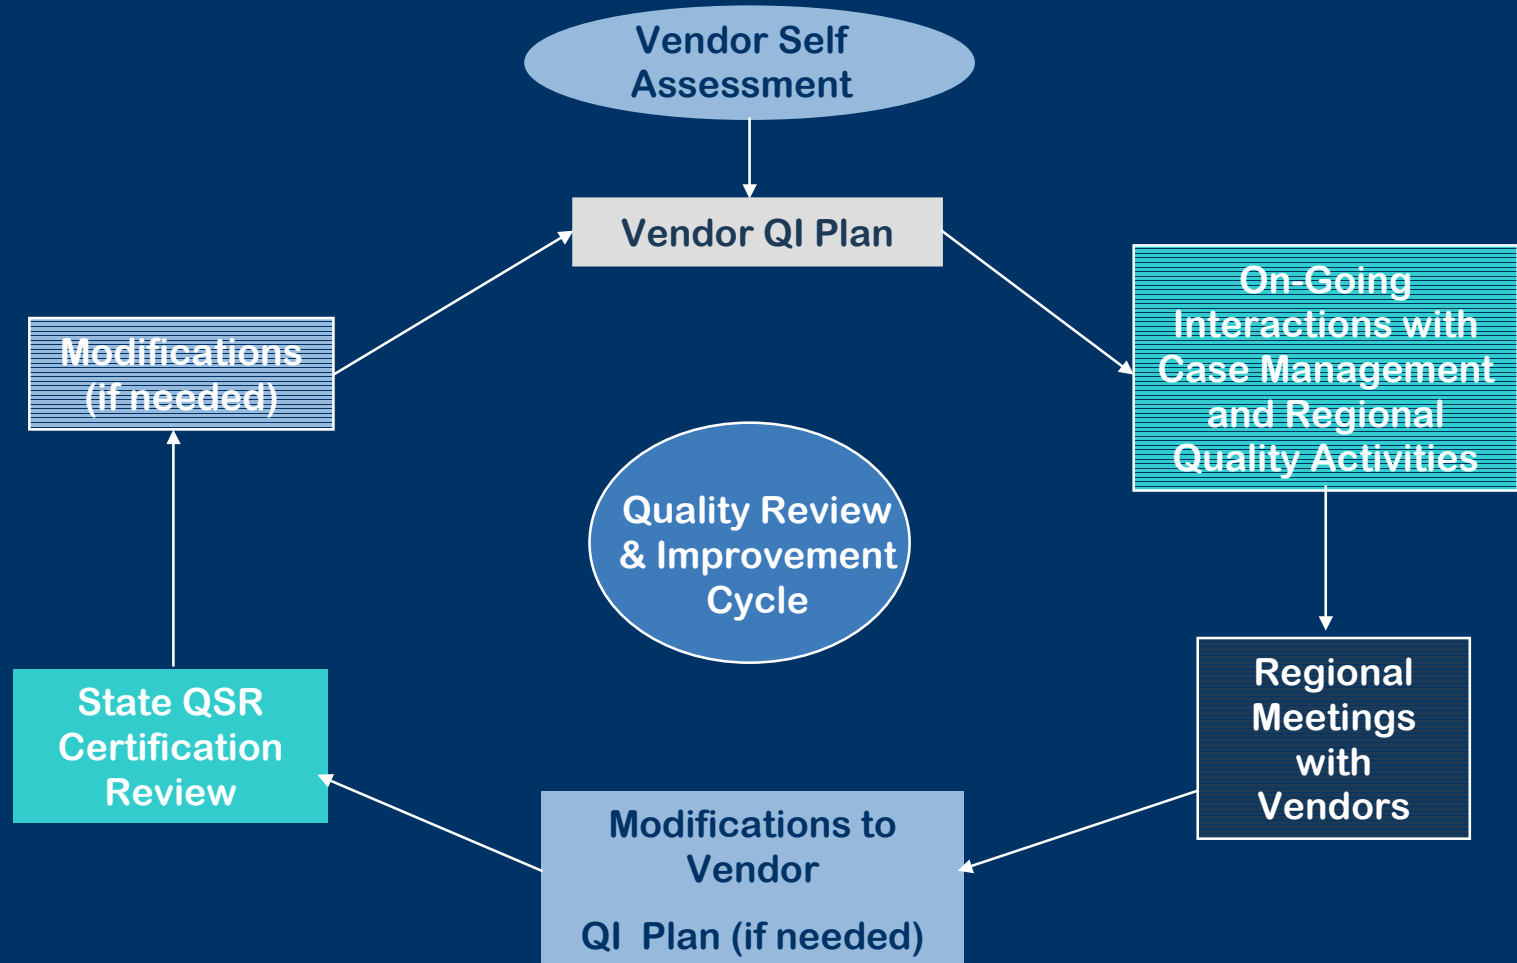 Vendor Self
Assessment
Vendor QI Plan
On-Going
Interactions with
Case Management
and Regional
Quality Activities
Modifications
(if needed)
Quality Review
& Improvement
Cycle
Regional
Meetings
with
Vendors
State QSR
Certification
Review
Modifications to
Vendor
QI Plan (if needed)